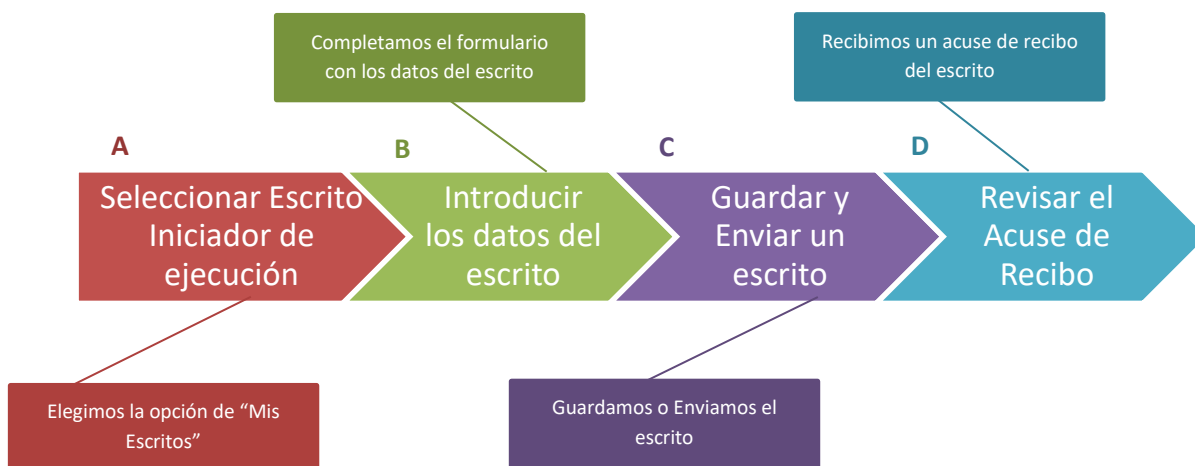 Completamos el formulario
con los datos del escrito
Recibimos un acuse de recibo
del escrito
A
B
C
D
Seleccionar Escrito
Iniciador de
ejecución
Introducir
los datos del
escrito
Guardar y
Enviar un
escrito
Revisar el
Acuse de
Recibo
Elegimos la opción de “Mis
Escritos”
Guardamos o Enviamos el
escrito